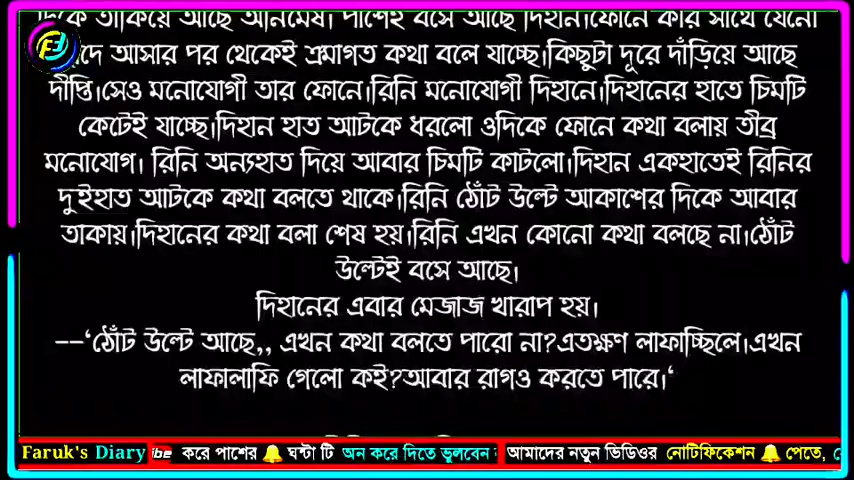 দিকে তাকিয়ে আছে অনিমেষ। পাশেই বসে আছে দিহান।ফোনে কার সাথে যেনো
আসার পর থেকেই ক্রমাগত কথা বলে যাচ্ছে।কিছুটা দূরে দাঁড়িয়ে আছে
দীপ্তি।সেও মনোযোগী তার ফোনে।রিনি মনোযোগী দিহানে।দিহানের হাতে চিমটি
কেটেই যাচ্ছে।দিহান হাত আটকে ধরলো ওদিকে ফোনে কথা বলায় তীব্র
মনোযোগ। রিনি অন্যহাত দিয়ে আবার চিমটি কাটলো।দিহান একহাতেই রিনির
দুইহাত আটকে কথা বলতে থাকে।রিনি ঠোঁট উল্টে আকাশের দিকে আবার
তাকায়।দিহানের কথা বলা শেষ হয়।রিনি এখন কোনো কথা বলছে না।ঠোঁট
উল্টেই বসে আছে।
দিহানের এবার মেজাজ খারাপ হয়।
--‘ঠোঁট উল্টে আছে,, এখন কথা বলতে পারো না?এতক্ষণ লাফাচ্ছিলে।এখন
লাফালাফি গেলো কই?আবার রাগও করতে পারে।‘
Faruk's Diary ibe করে পাশের 🔔 ঘন্টা টি অন করে দিতে ভুলবেন আমাদের নতুন ভিডিওর নোটিফিকেশন 🔔 পেতে,